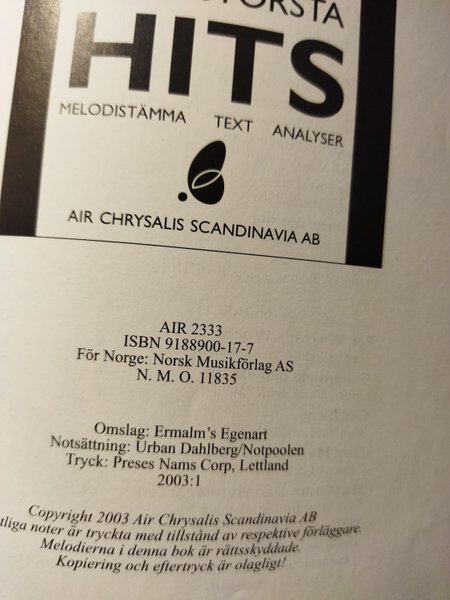 STÖRSTA
HITS
MELODISTÄMMA TEXT ANALYSER
AIR CHRYSALIS SCANDINAVIA AB
AIR 2333
ISBN 9188900-17-7
För Norge: Norsk Musikförlag AS
N. M. O. 11835
Omslag: Ermalm's Egenart
Notsättning: Urban Dahlberg/Notpoolen
Tryck: Preses Nams Corp, Lettland
2003:1
Copyright 2003 Air Chrysalis Scandinavia AB
tliga noter är tryckta med tillstånd av respektive förläggare.
Melodierna i denna bok är rättsskyddade.
Kopiering och eftertryck är olagligt!